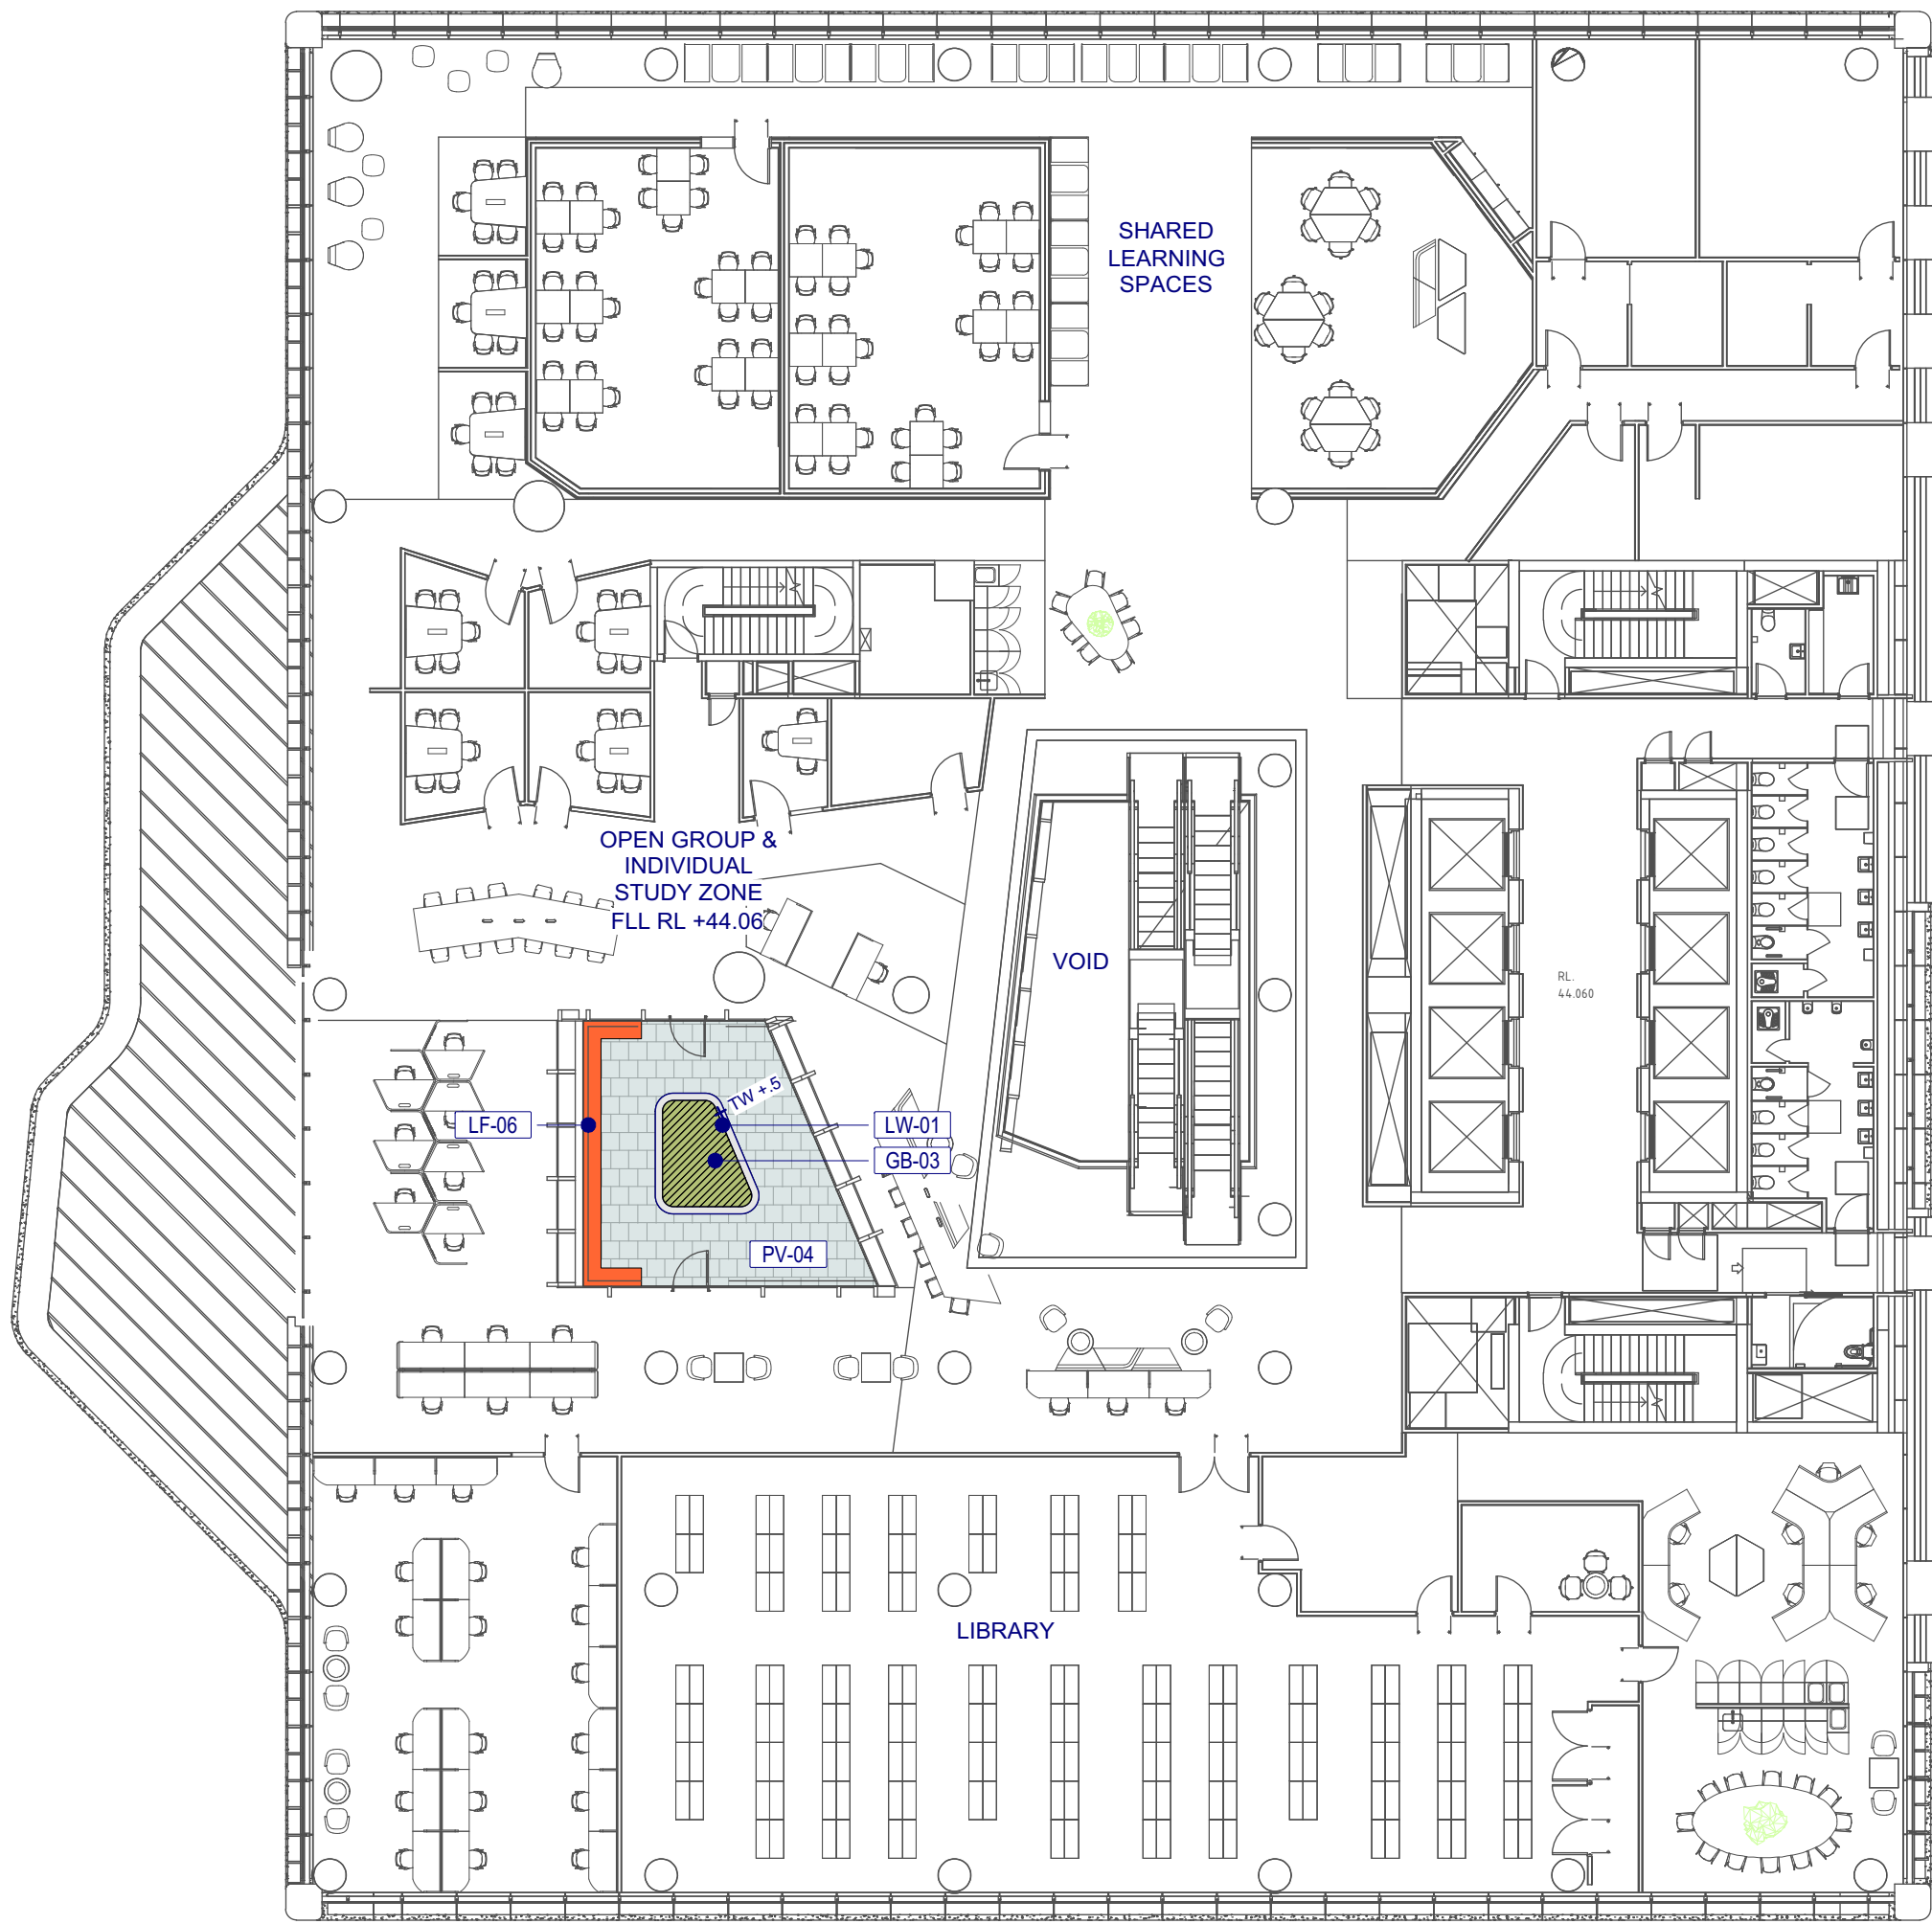 SHARED
LEARNING
SPACES
OPEN GROUP &
INDIVIDUAL
STUDY ZONE
FLL RL +44.06
VOID
RL.
44.060
TW +.5
LF-06
LW-01
GB-03
PV-04
LIBRARY